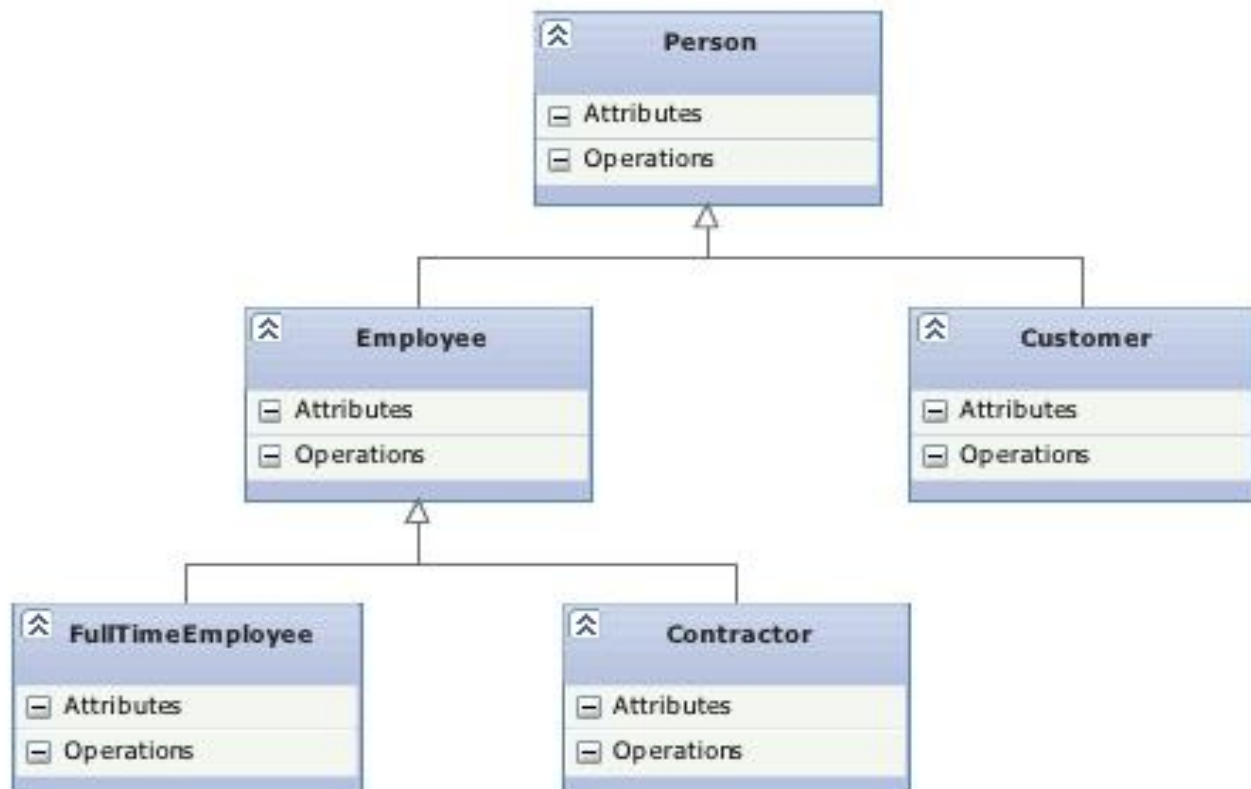 Person
Attributes
Operations
Employee
Attributes
Operations
Customer
Attributes
Operations
FullTimeEmployee
Attributes
Operations
Contractor
Attributes
Operations